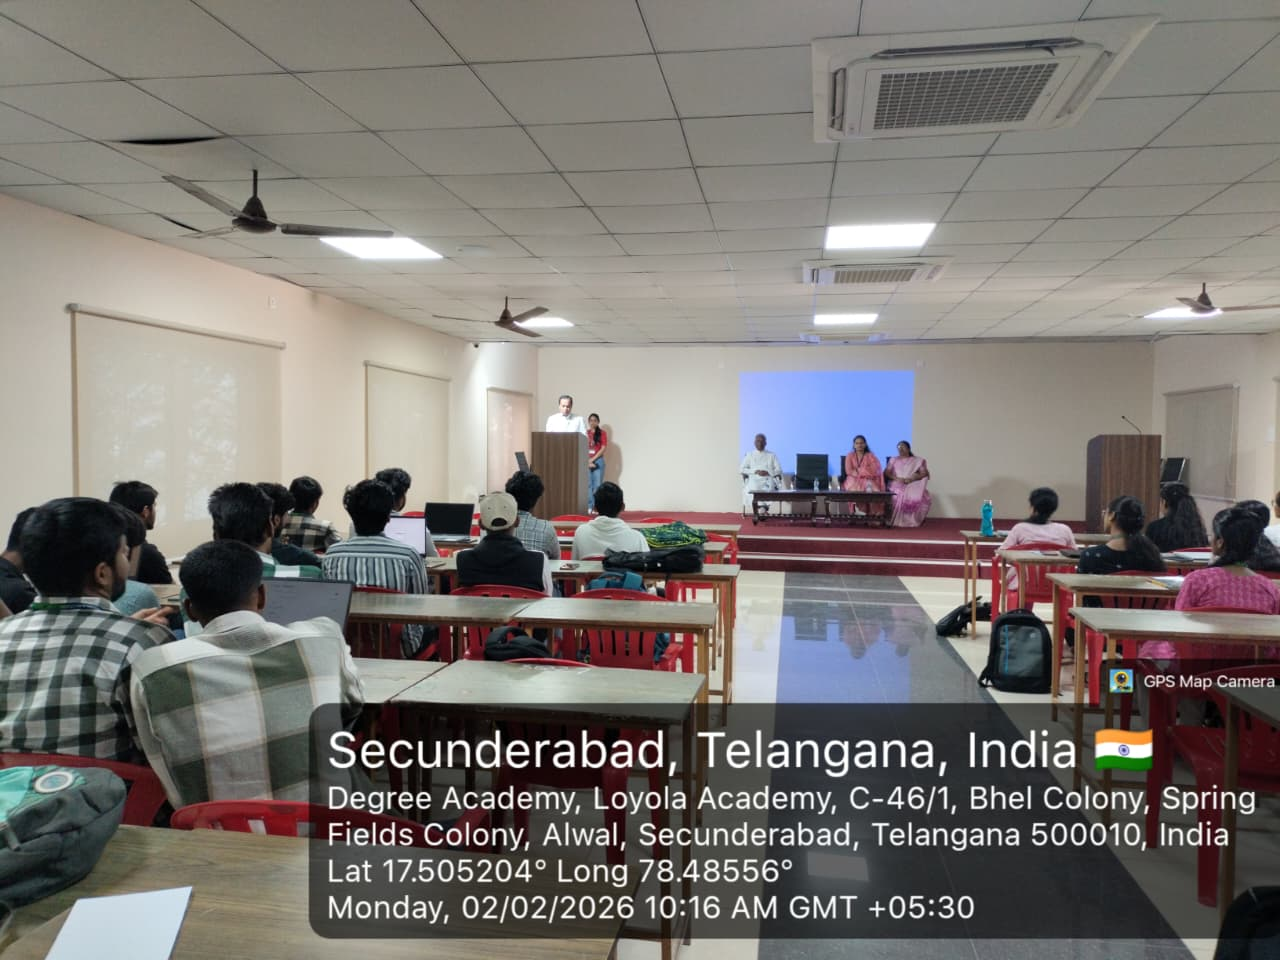 GPS Map Camera
Secunderabad, Telangana, India
Degree Academy, Loyola Academy, C-46/1, Bhel Colony, Spring
Fields Colony, Alwal, Secunderabad, Telangana 500010, India
Lat 17.505204° Long 78.48556°
Monday, 02/02/2026 10:16 AM GMT +05:30